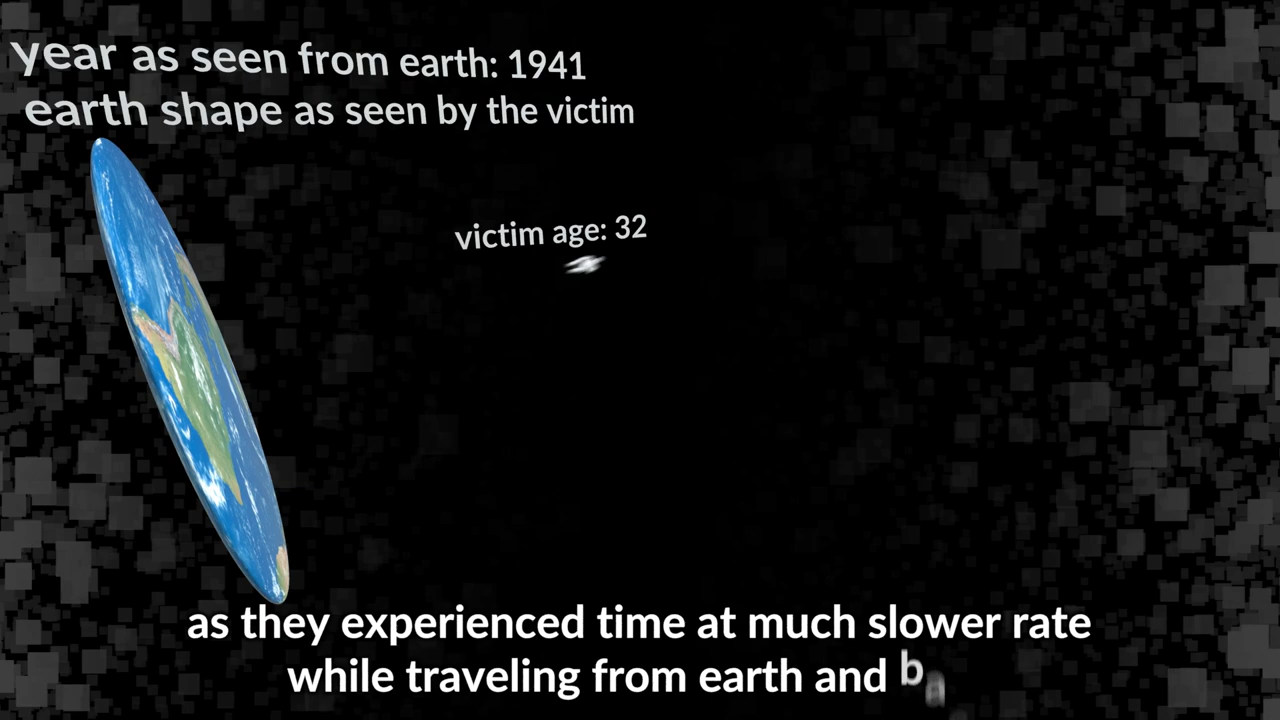 year as seen from earth: 1941
earth shape as seen by the victim
victim age: 32
as they experienced time at much slower rate
while traveling from earth and ba